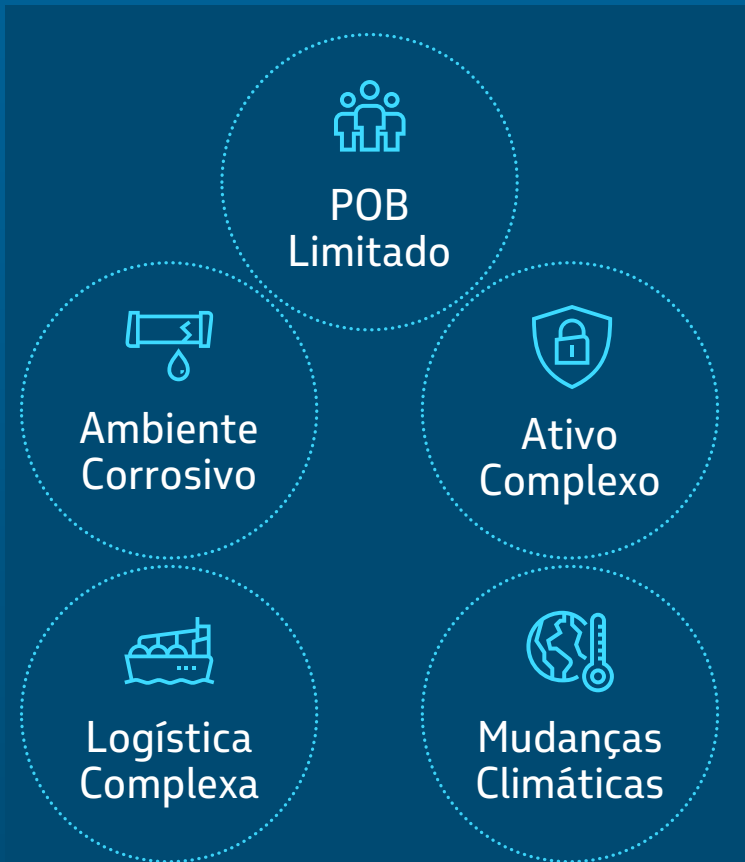 POB
Limitado
Ambiente
Corrosivo
Ativo
Complexo
Logística
Complexa
Mudanças
Climáticas